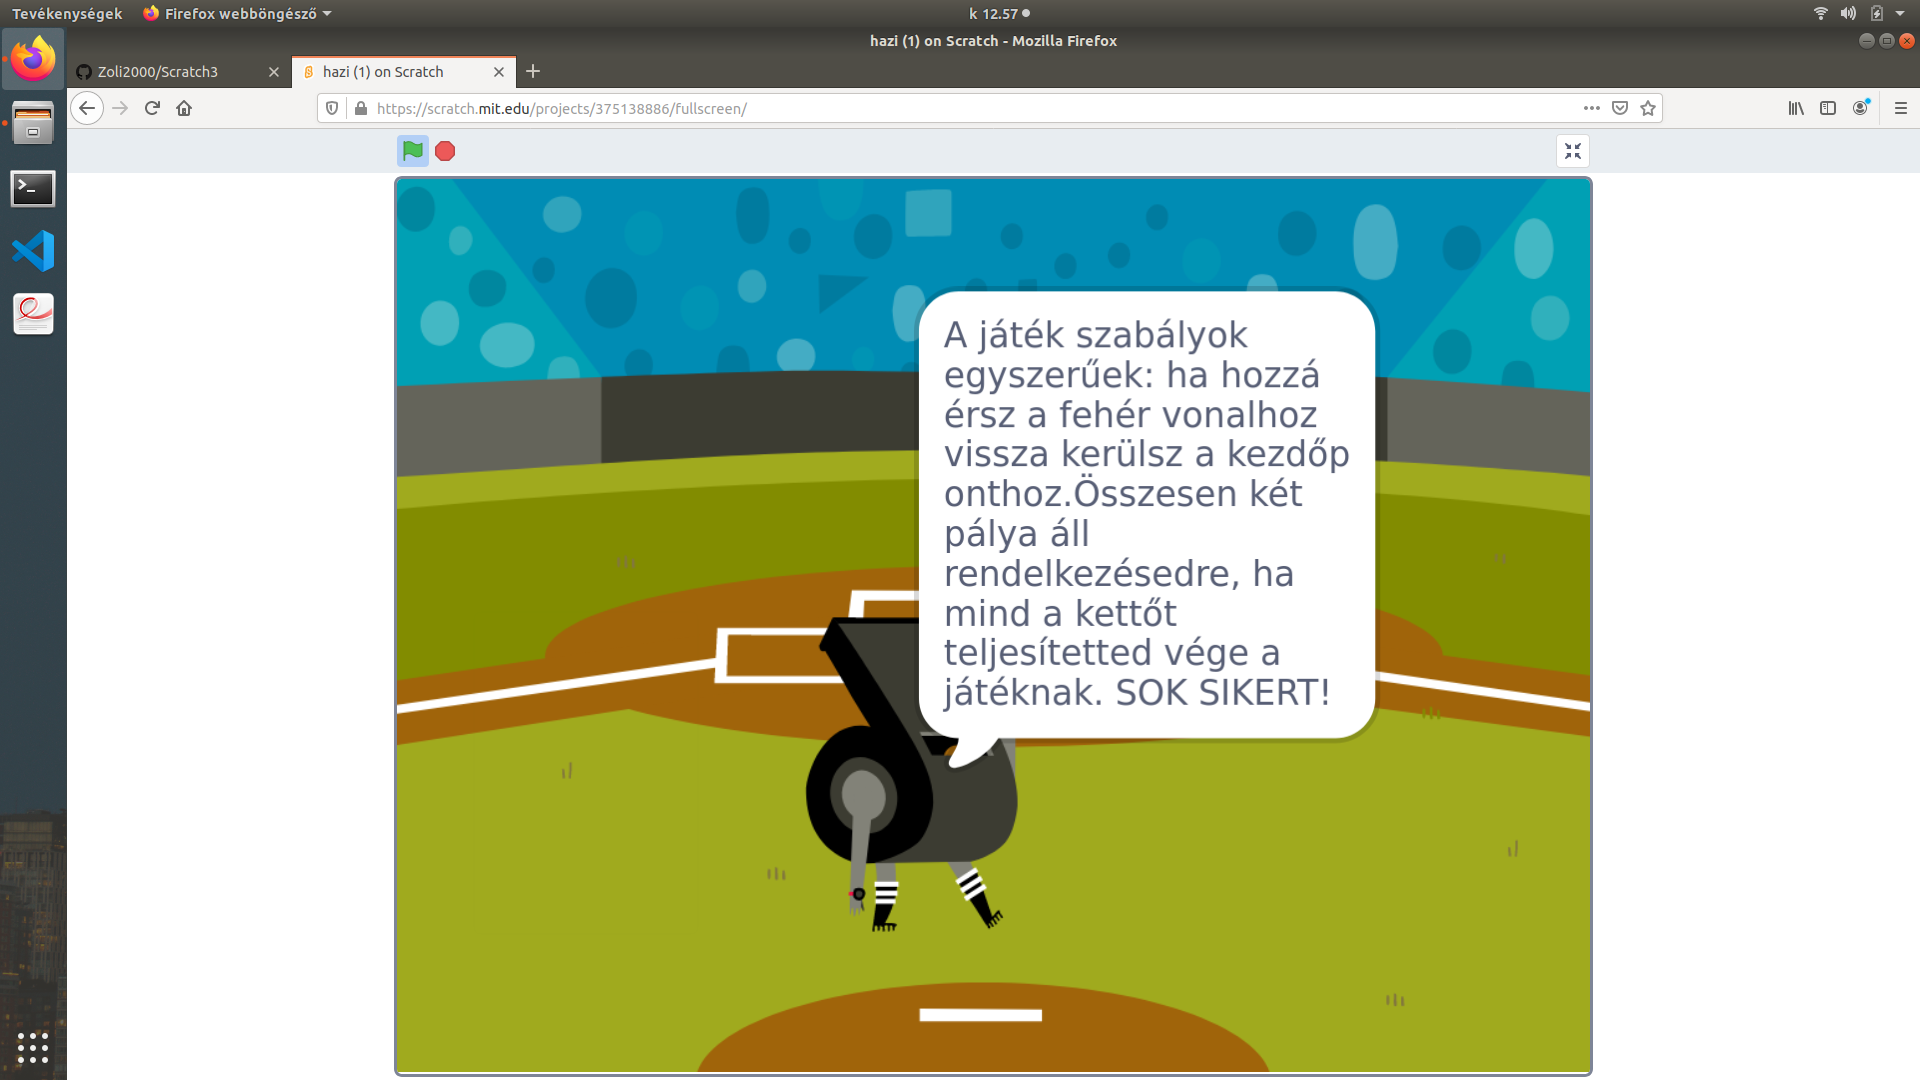 Tevékenységek
Firefox webböngésző
k 12.57
hazi (1) on Scratch - Mozilla Firefox
Zoli2000/Scratch3
hazi (1) on Scratch
https://scratch.mit.edu/projects/375138886/fullscreen/
A játék szabályok
egyszerűek: ha hozzá
érsz a fehér vonalhoz
vissza kerülsz a kezdőp
onthoz.Összesen két
pálya áll
rendelkezésedre, ha
mind a kettőt
teljesítetted vége a
játéknak. SOK SIKERT!